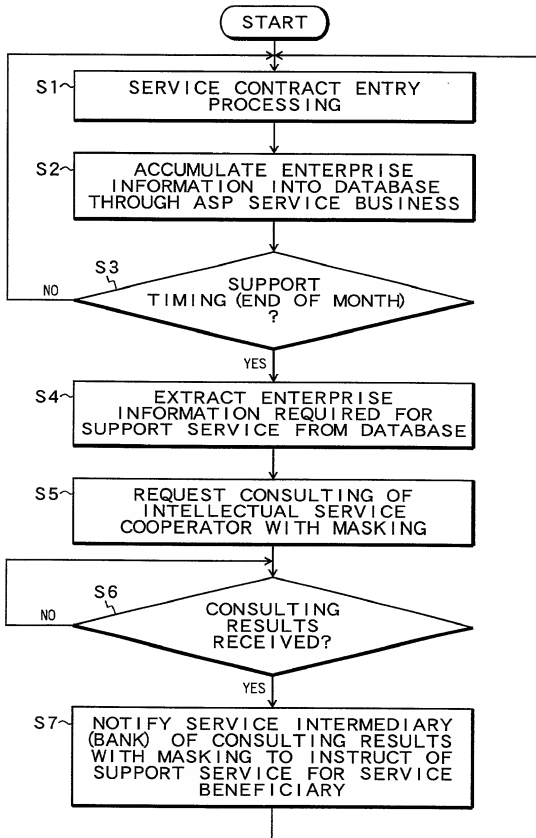 START
S1
SERVICE CONTRACT ENTRY
PROCESSING
S2
ACCUMULATE ENTERPRISE
INFORMATION INTO DATABASE
THROUGH ASP SERVICE BUSINESS
S3
SUPPORT
TIMING (END OF MONTH)
?
NO
YES
S4
EXTRACT ENTERPRISE
INFORMATION REQUIRED FOR
SUPPORT SERVICE FROM DATABASE
S5
REQUEST CONSULTING OF
INTELLECTUAL SERVICE
COOPERATOR WITH MASKING
S6
CONSULTING
RESULTS
RECEIVED?
NO
YES
S7
NOTIFY SERVICE INTERMEDIARY
(BANK) OF CONSULTING RESULTS
WITH MASKING TO INSTRUCT OF
SUPPORT SERVICE FOR SERVICE
BENEFICIARY